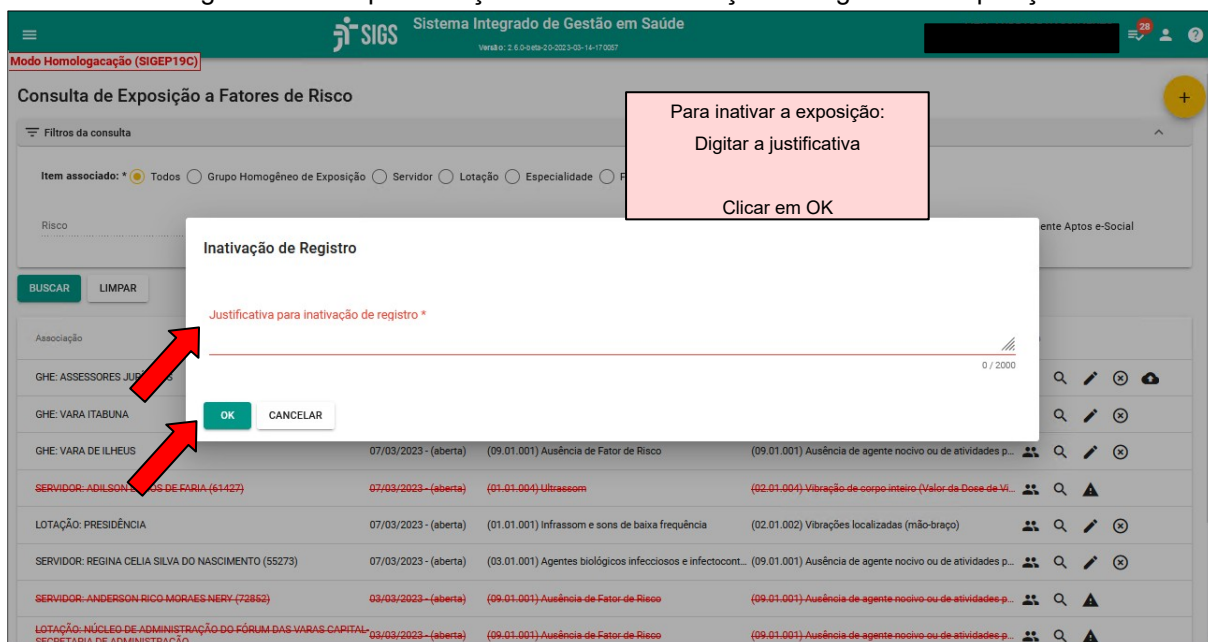 SIGS
Sistema Integrado de Gestão em Saúde
Versão: 2.6.0-beta-20-2023-03-14-170057
28
Modo Homologacação (SIGEP19C)
Consulta de Exposição a Fatores de Risco
+
Para inativar a exposição:
Digitar a justificativa
Clicar em OK
Filtros da consulta
Item associado: * Todos Grupo Homogêneo de Exposição Servidor Lotação Especialidade
Risco
Aptos e-Social
Inativação de Registro
BUSCAR LIMPAR
Justificativa para inativação de registro *
0 / 2000
Associação
GHE: ASSESSORES
GHE: VARA ITABUNA
OK CANCELAR
GHE: VARA DE ILHEUS 07/03/2023 - (aberta) (09.01.001) Ausência de Fator de Risco (09.01.001) Ausência de agente nocivo ou de atividades p...
SERVIDOR: ADILSON DE FARIA (61427) 07/03/2023 - (aberta) (01.01.004) Ultrassom (02.01.004) Vibração de corpo inteiro (Valor da Dose de Vi...
LOTAÇÃO: PRESIDÊNCIA 07/03/2023 - (aberta) (01.01.001) Infrassom e sons de baixa frequência (02.01.002) Vibrações localizadas (mão-braço)
SERVIDOR: REGINA CELIA SILVA DO NASCIMENTO (55273) 07/03/2023 - (aberta) (03.01.001) Agentes biológicos infecciosos e infectocont... (09.01.001) Ausência de agente nocivo ou de atividades p...
SERVIDOR: ANDERSON RICO MORAES NERY (72852) 03/03/2023 - (aberta) (09.01.001) Ausência de Fator de Risco (09.01.001) Ausência de agente nocivo ou de atividades p...
LOTAÇÃO: NÚCLEO DE ADMINISTRAÇÃO DO FÓRUM DAS VARAS CAPITAL- 03/03/2023 - (aberta) (09.01.001) Ausência de Fator de Risco (09.01.001) Ausência de agente nocivo ou de atividades p...
SECRETARIA DE ADMINISTRAÇÃO